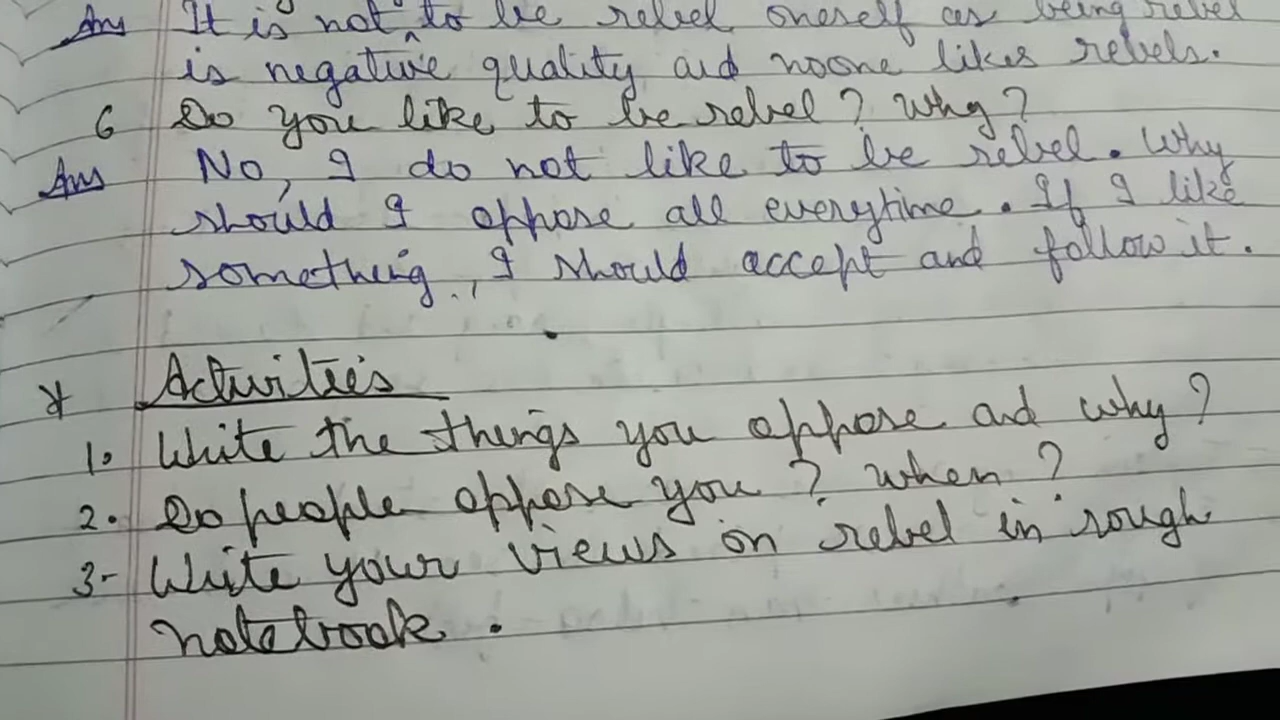 Ans It is not to be rebel oneself as being rebel
is negative quality and noone likes rebels.
6 Do you like to be rebel? Why?
Ans No, I do not like to be rebel. Why
should I oppose all everytime. If I like
something, I should accept and follow it.
* Activities
1. Write the things you oppose and why?
2. Do people oppose you? when?
3- Write your views on rebel in rough
notebook.